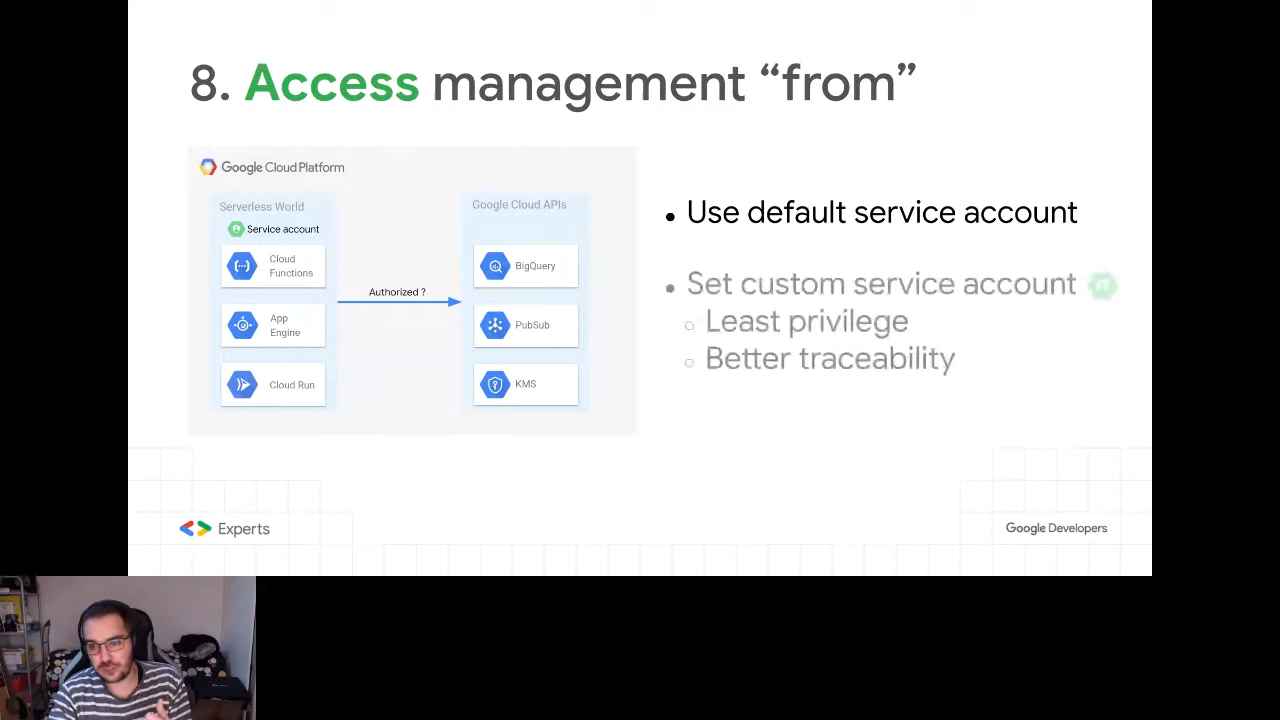 8. Access management “from”
Google Cloud Platform
Serverless World
Service account
Cloud
Functions
App
Engine
Cloud Run
Authorized ?
Google Cloud APIs
BigQuery
PubSub
KMS
• Use default service account
• Set custom service account
○ Least privilege
○ Better traceability
Experts
Google Developers